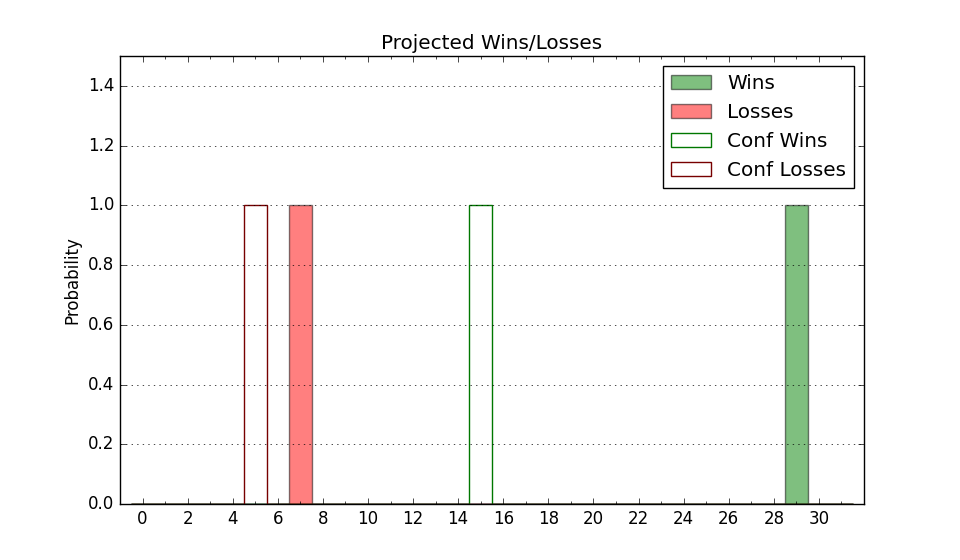 Projected Wins/Losses
Wins
Losses
Conf Wins
Conf Losses
Probability
1.4
1.2
1.0
0.8
0.6
0.4
0.2
0.0
0 2 4 6 8 10 12 14 16 18 20 22 24 26 28 30